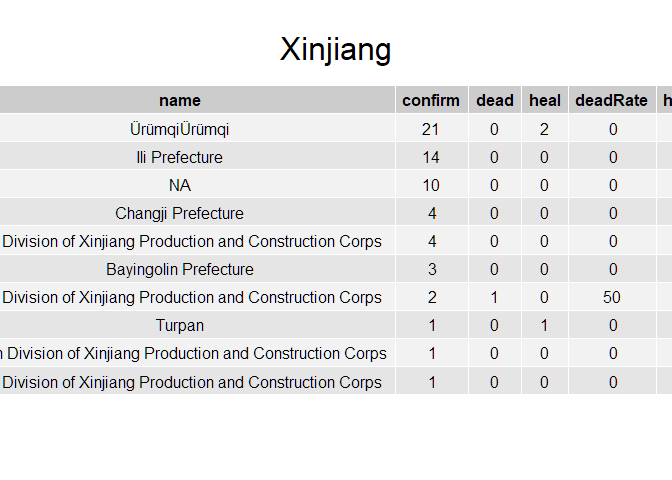 Xinjiang
name confirm dead heal deadRate
ÜrümqiÜrümqi 21 0 2 0
Ili Prefecture 14 0 0 0
NA 10 0 0 0
Changji Prefecture 4 0 0 0
Division of Xinjiang Production and Construction Corps 4 0 0 0
Bayingolin Prefecture 3 0 0 0
Division of Xinjiang Production and Construction Corps 2 1 0 50
Turpan 1 0 1 0
Division of Xinjiang Production and Construction Corps 1 0 0 0
Division of Xinjiang Production and Construction Corps 1 0 0 0